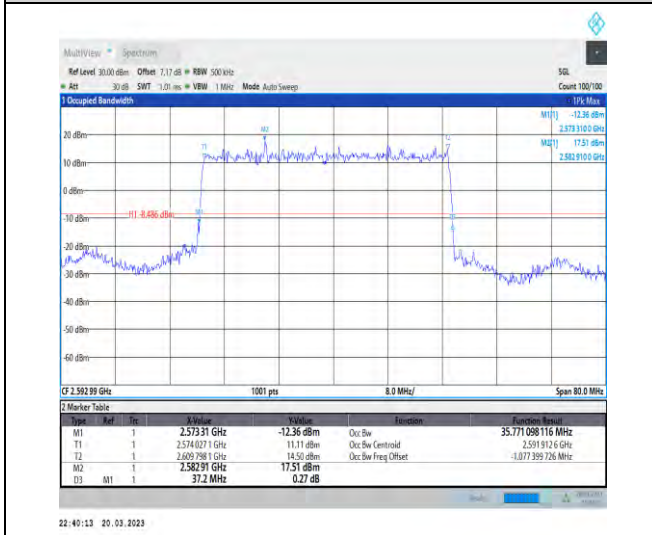 MultiView Spectrum
Ref Level 30.00 dBm Offset 7.17 dB RBW 500 kHz SGL
Att 30 dB SWT 1.01 ms VBW 1 MHz Mode Auto Sweep Count 100/100
1 Occupied Bandwidth 1Pk Max
M1[1] -12.36 dBm
2.573 310 0 GHz
M2[1] 17.51 dBm
2.582 910 0 GHz
M2
T1
T2
20 dBm
10 dBm
0 dBm
-10 dBm
H1 -8.486 dBm
M1
D3
-20 dBm
-30 dBm
-40 dBm
-50 dBm
-60 dBm
CF 2.592 99 GHz 1001 pts 8.0 MHz/ Span 80.0 MHz
2 Marker Table
Type Ref Trc X-Value Y-Value Function Function Result
M1 1 2.573 31 GHz -12.36 dBm Occ Bw 35.771 098 116 MHz
T1 1 2.574 027 1 GHz 11.11 dBm Occ Bw Centroid 2.591 912 6 GHz
T2 1 2.609 798 1 GHz 14.50 dBm Occ Bw Freq Offset -1.077 399 726 MHz
M2 1 2.582 91 GHz 17.51 dBm
D3 M1 1 37.2 MHz 0.27 dB
22:40:13 20.03.2023